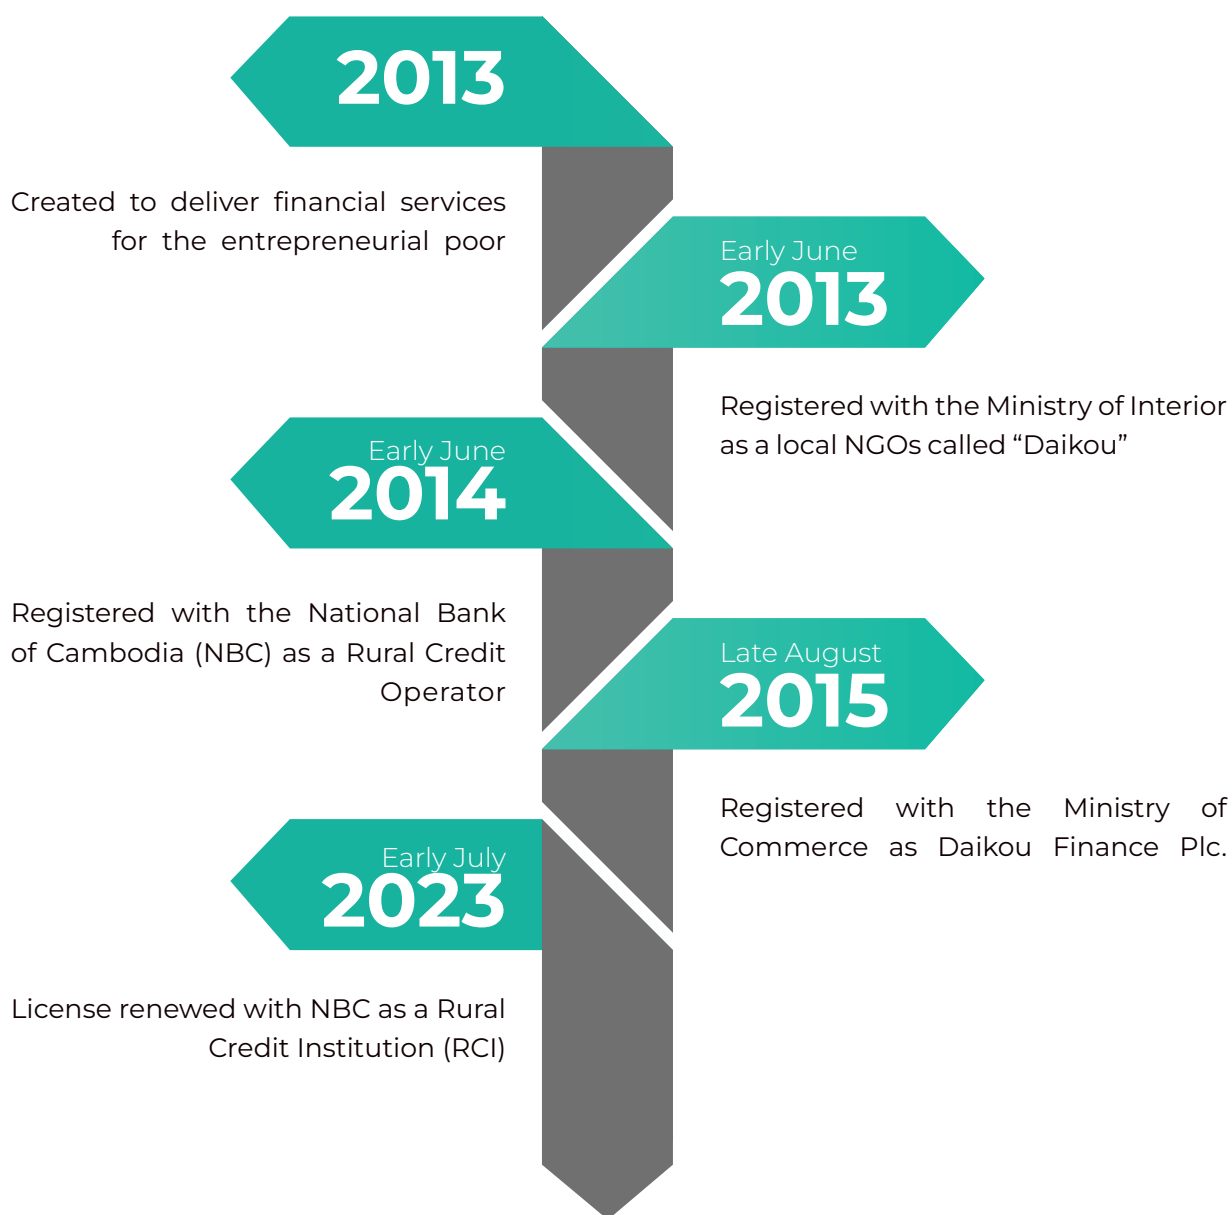 2013
Created to deliver financial services
for the entrepreneurial poor
Early June
2013
Registered with the Ministry of Interior
as a local NGOs called “Daikou”
Early June
2014
Registered with the National Bank
of Cambodia (NBC) as a Rural Credit
Operator
Late August
2015
Registered with the Ministry of
Commerce as Daikou Finance Plc.
Early July
2023
License renewed with NBC as a Rural
Credit Institution (RCI)